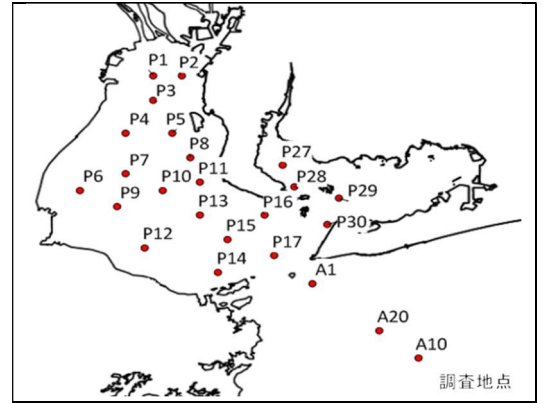 P1 P2
P3
P4 P5
P8
P27
P7 P11 P28
P6 P10 P29
P9 P13 P16
P30
P12 P15 P17
P14 A1
A20
A10
調査地点